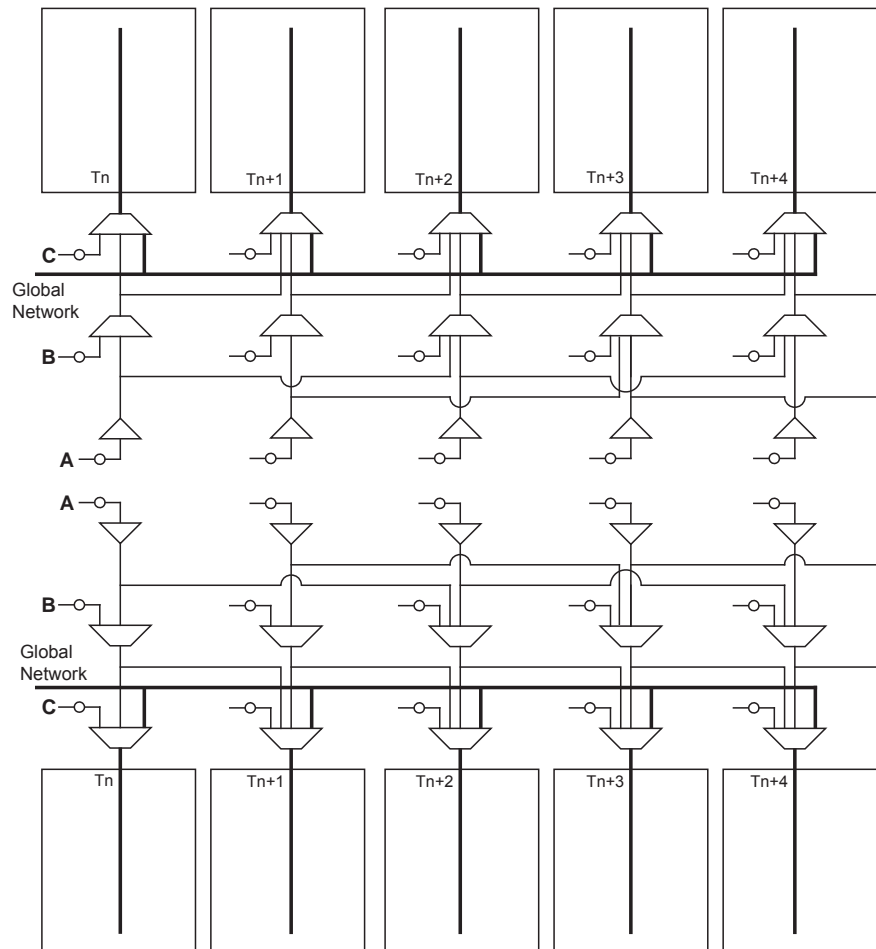 Tn
Tn+1
Tn+2
Tn+3
Tn+4
C
Global
Network
B
A
A
B
Global
Network
C
Tn
Tn+1
Tn+2
Tn+3
Tn+4